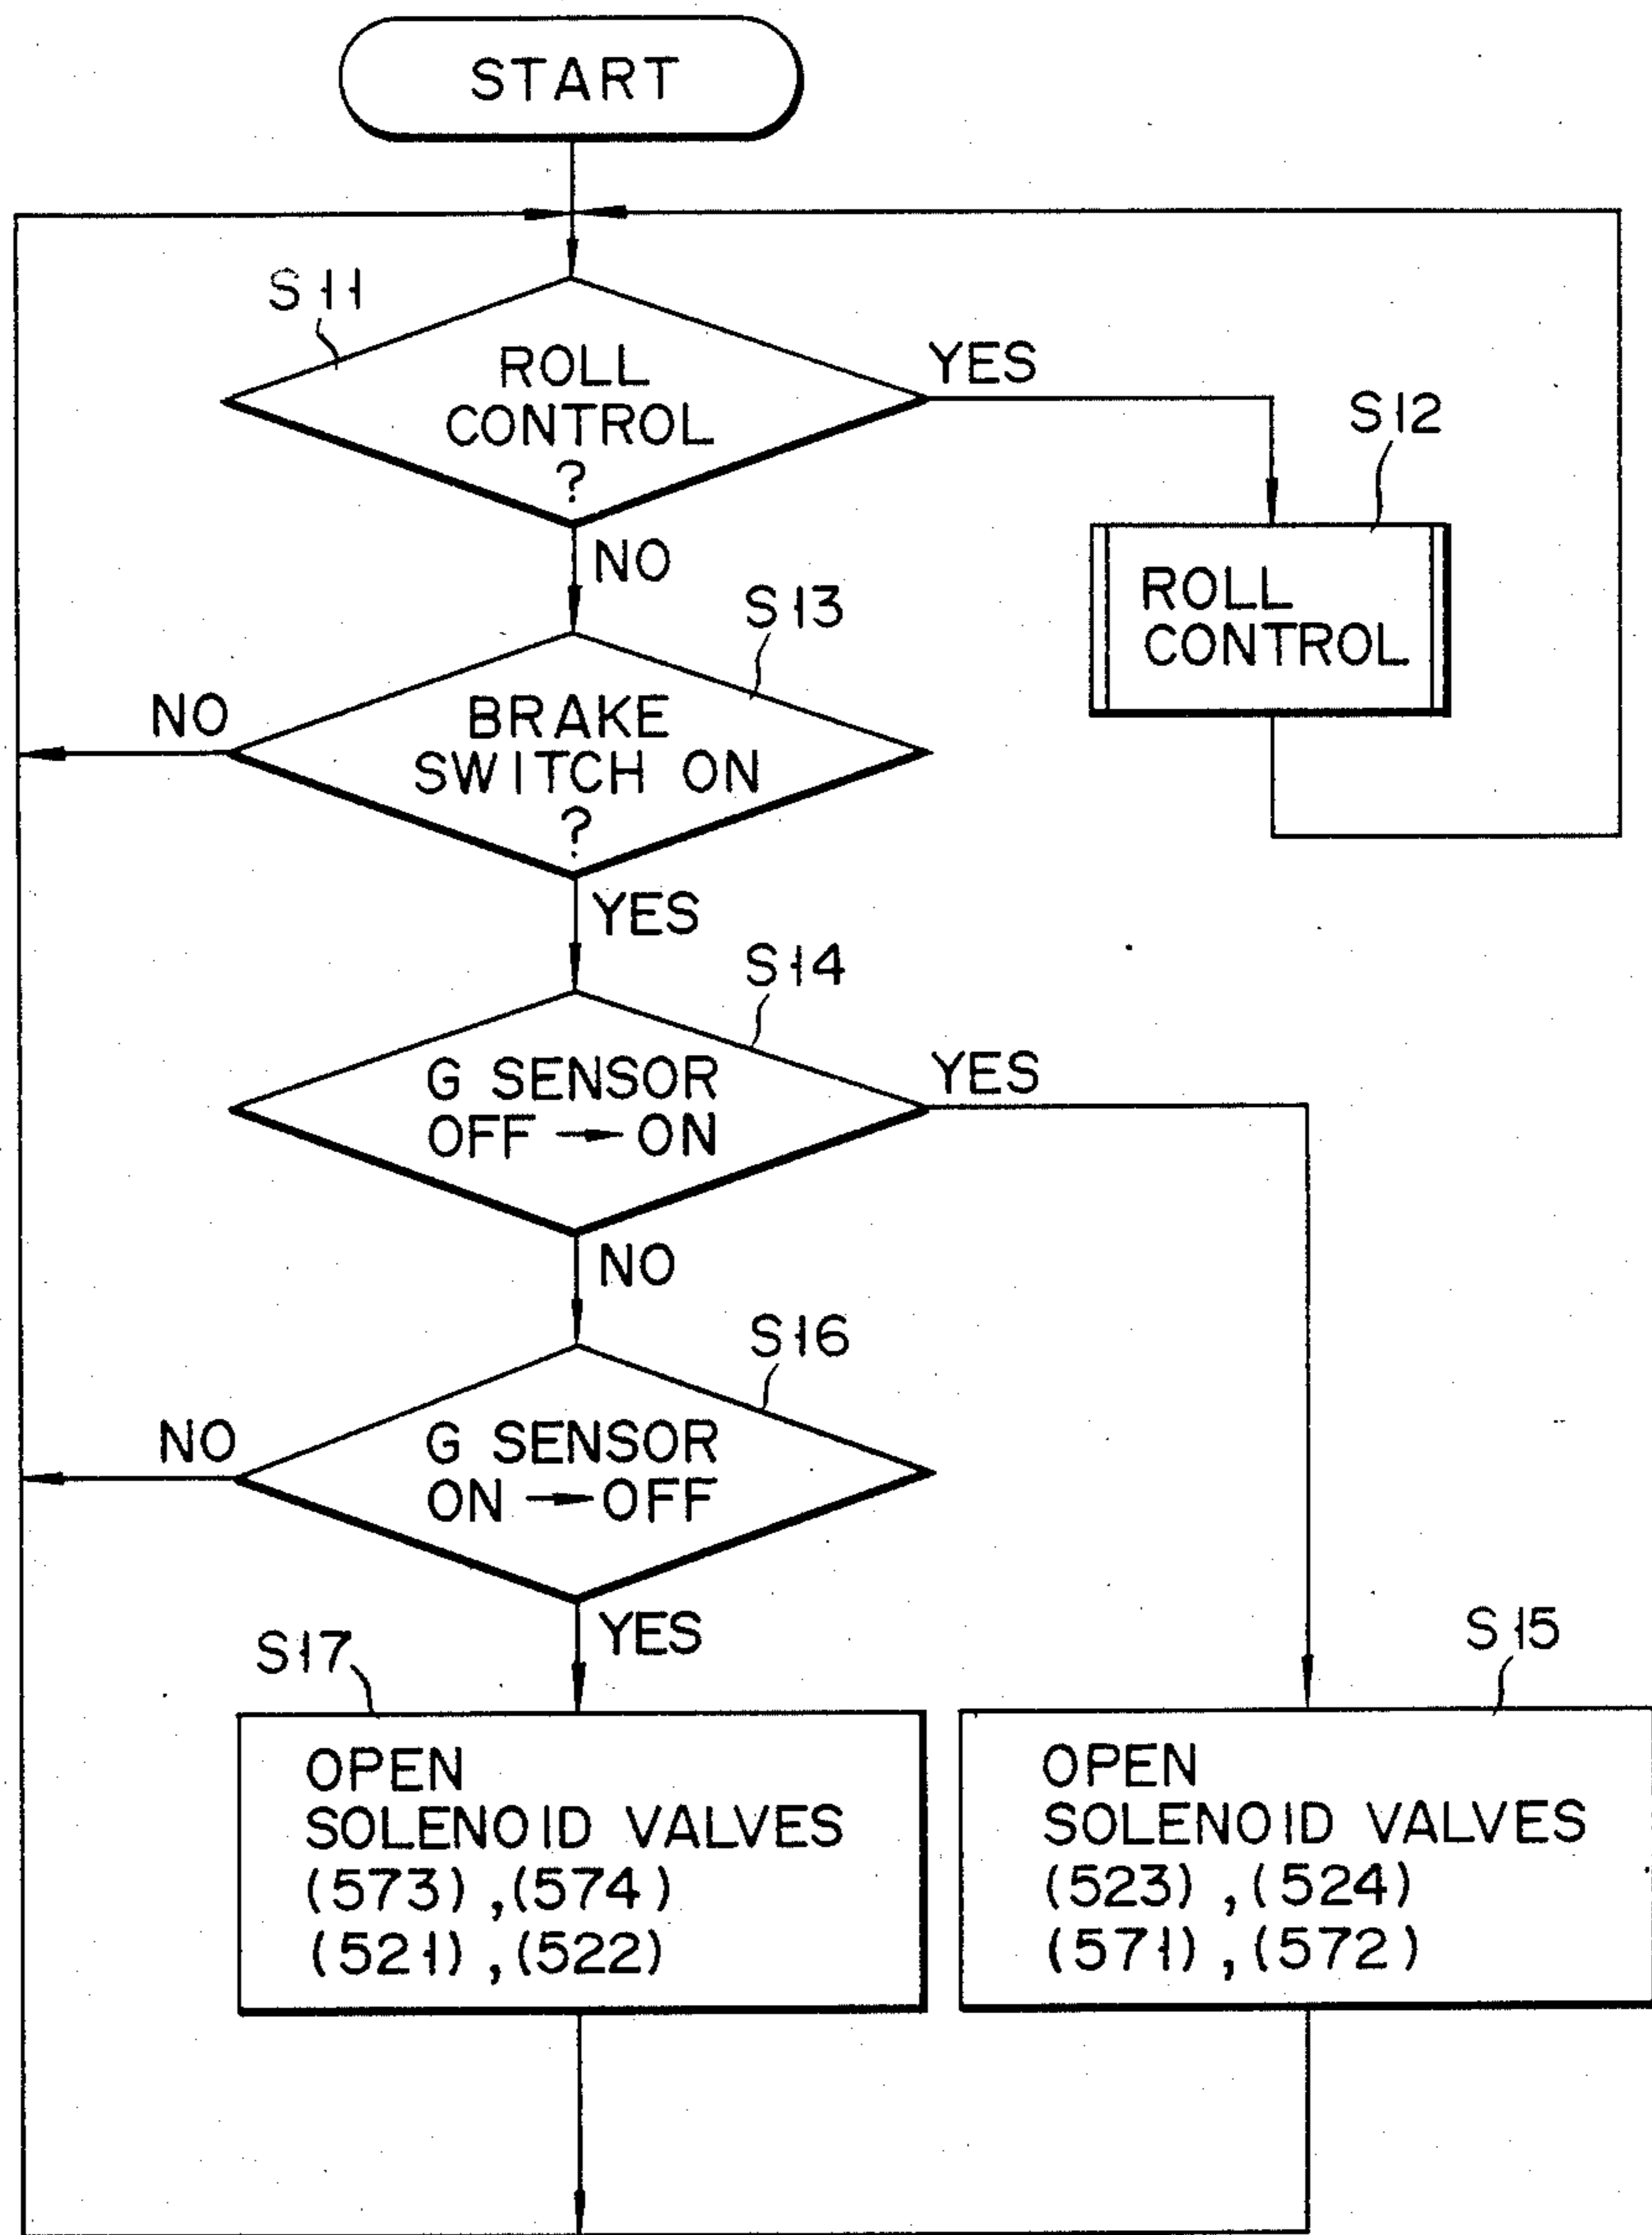 START
S11
ROLL
CONTROL
?
YES
S12
ROLL
CONTROL
NO
S13
BRAKE
SWITCH ON
?
NO
YES
S14
G SENSOR
OFF → ON
YES
NO
S16
G SENSOR
ON → OFF
NO
YES
S17
OPEN
SOLENOID VALVES
(573) ,(574)
(521) ,(522)
S15
OPEN
SOLENOID VALVES
(523) ,(524)
(571) ,(572)